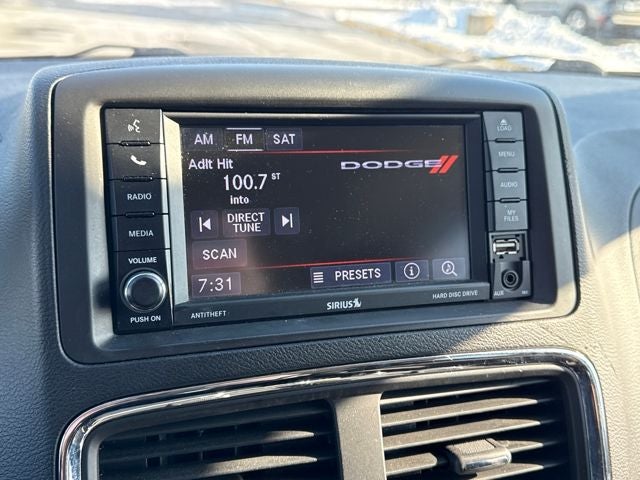 AM FM SAT
Adlt Hit
DODGE
100.7 ST
into
DIRECT
TUNE
SCAN
PRESETS
7:31
RADIO
MEDIA
VOLUME
PUSH ON
LOAD
MENU
AUDIO
MY
FILES
AUX
ANTITHEFT
SIRIUS
HARD DISC DRIVE